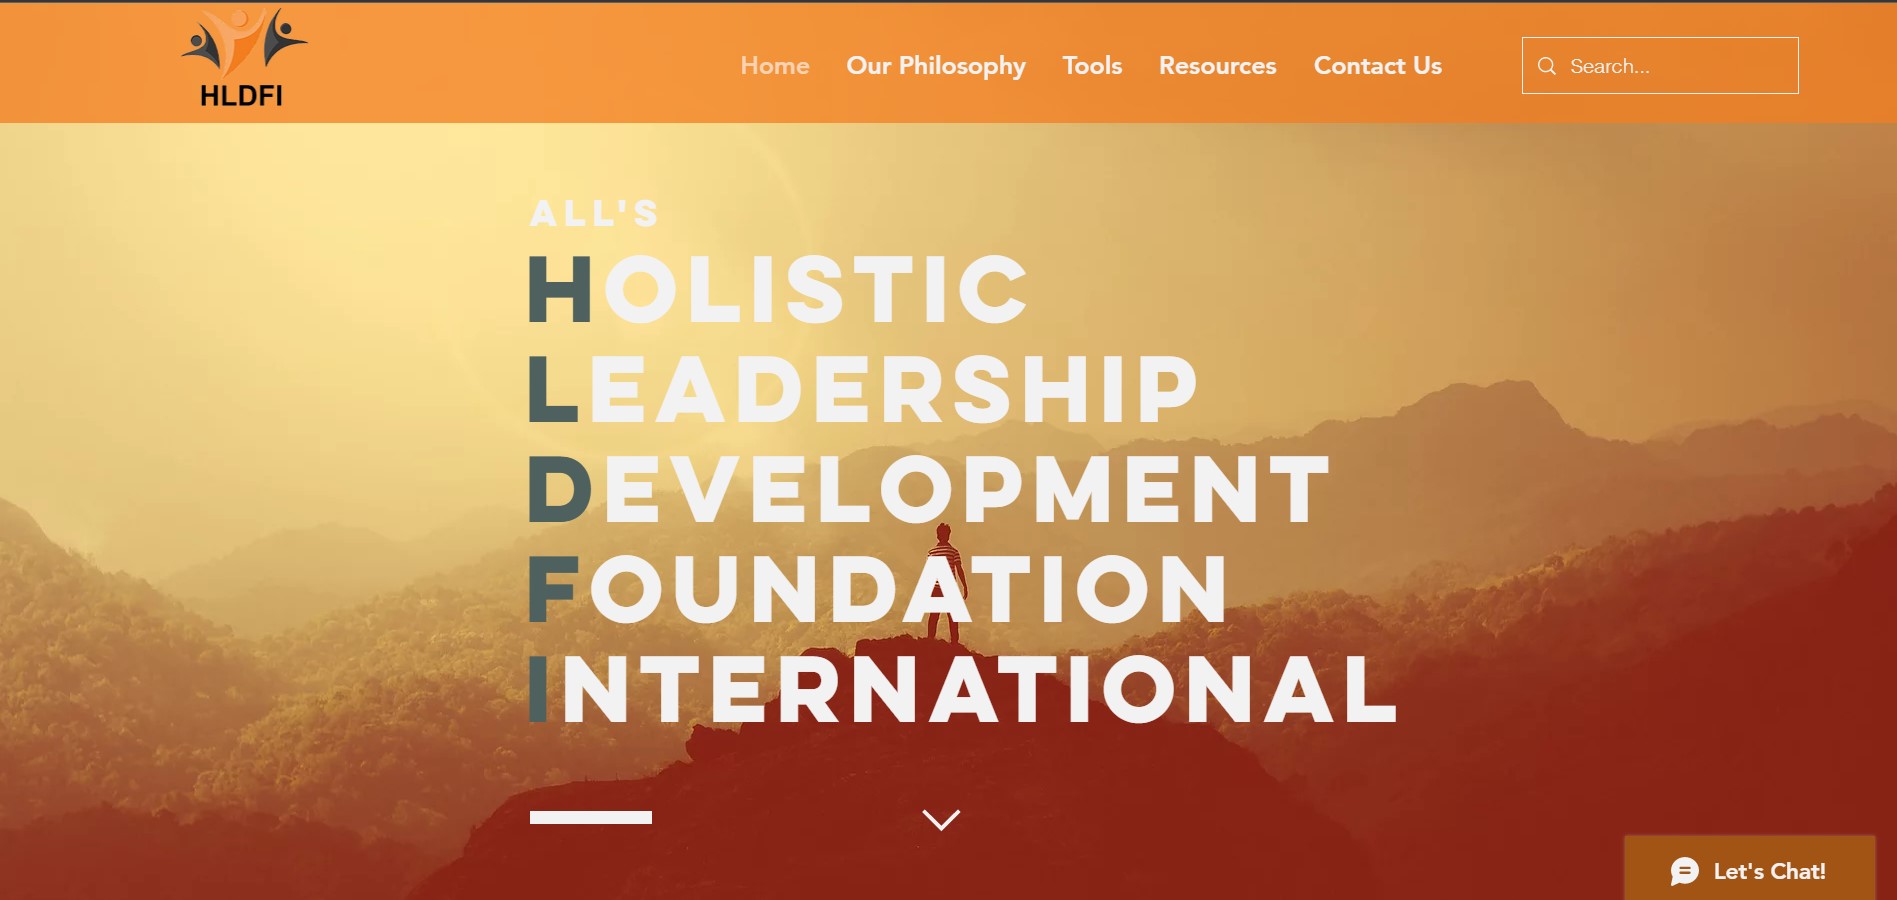 HLDFI
Home Our Philosophy Tools Resources Contact Us
Search...
ALL'S
HOLISTIC
LEADERSHIP
DEVELOPMENT
FOUNDATION
INTERNATIONAL
Let's Chat!